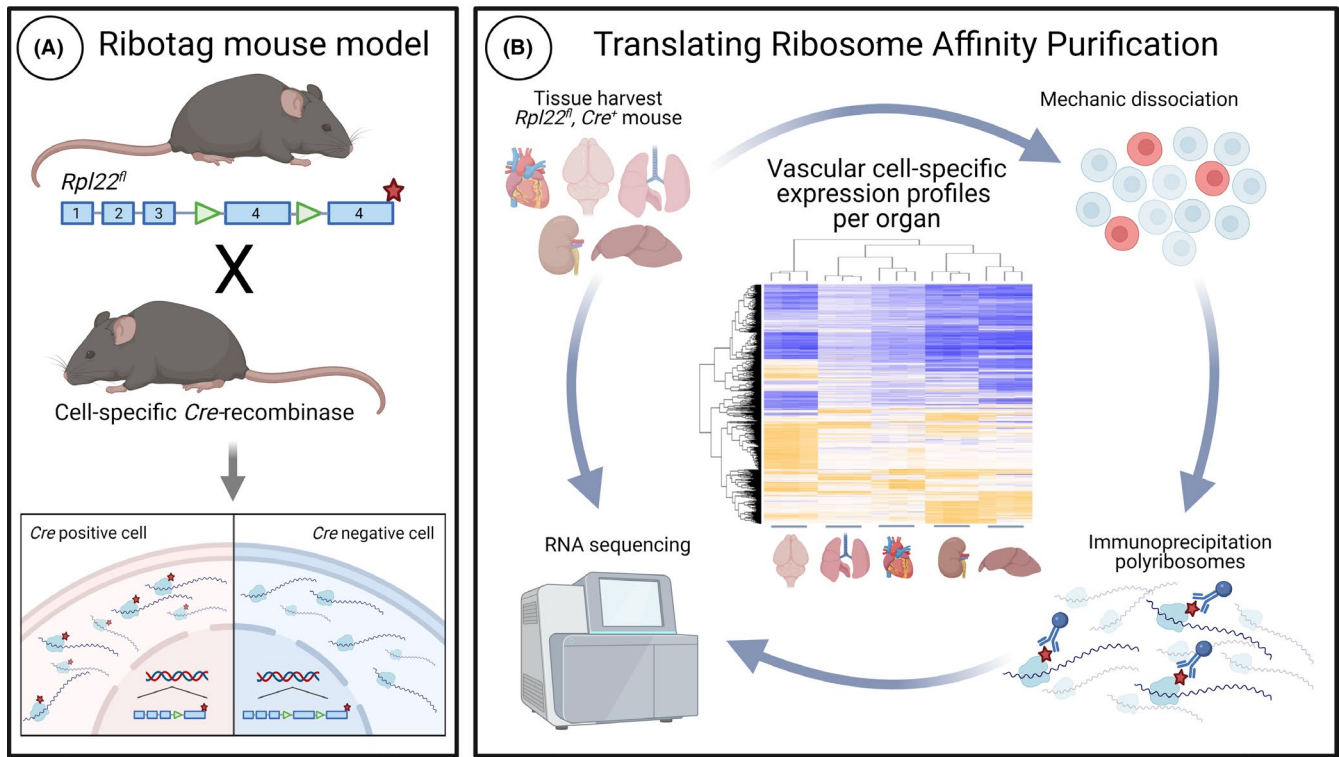 (A) Ribotag mouse model
Rpl22fl
1 2 3 4 4
X
Cell-specific Cre-recombinase
Cre positive cell
Cre negative cell
(B) Translating Ribosome Affinity Purification
Tissue harvest
Rpl22fl, Cre+ mouse
Mechanic dissociation
Vascular cell-specific
expression profiles
per organ
RNA sequencing
Immunoprecipitation
polyribosomes